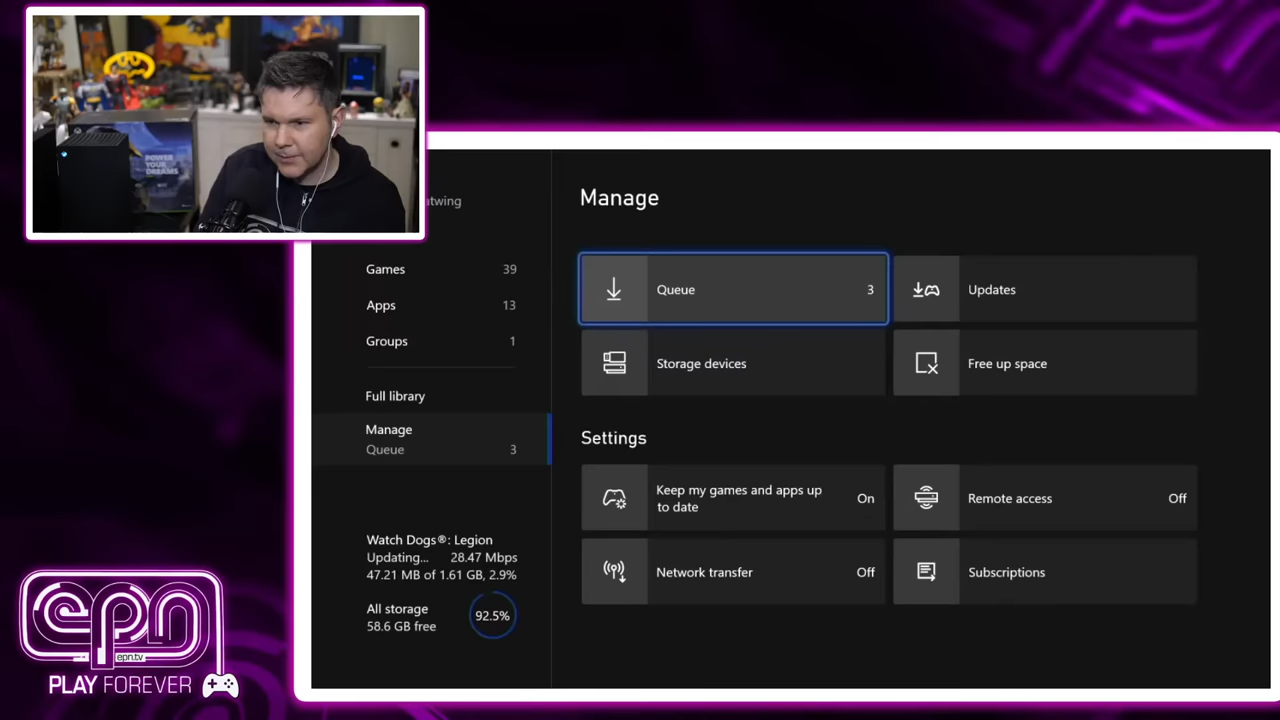 POWER
YOUR
DREAMS
atwing
Games 39
Apps 13
Groups 1
Full library
Manage
Queue 3
Watch Dogs®: Legion
Updating... 28.47 Mbps
47.21 MB of 1.61 GB, 2.9%
All storage
58.6 GB free
92.5%
Manage
Queue 3
Updates
Storage devices
Free up space
Settings
Keep my games and apps up
to date
On
Remote access Off
Network transfer Off
Subscriptions
epn
epn.tv
PLAY FOREVER